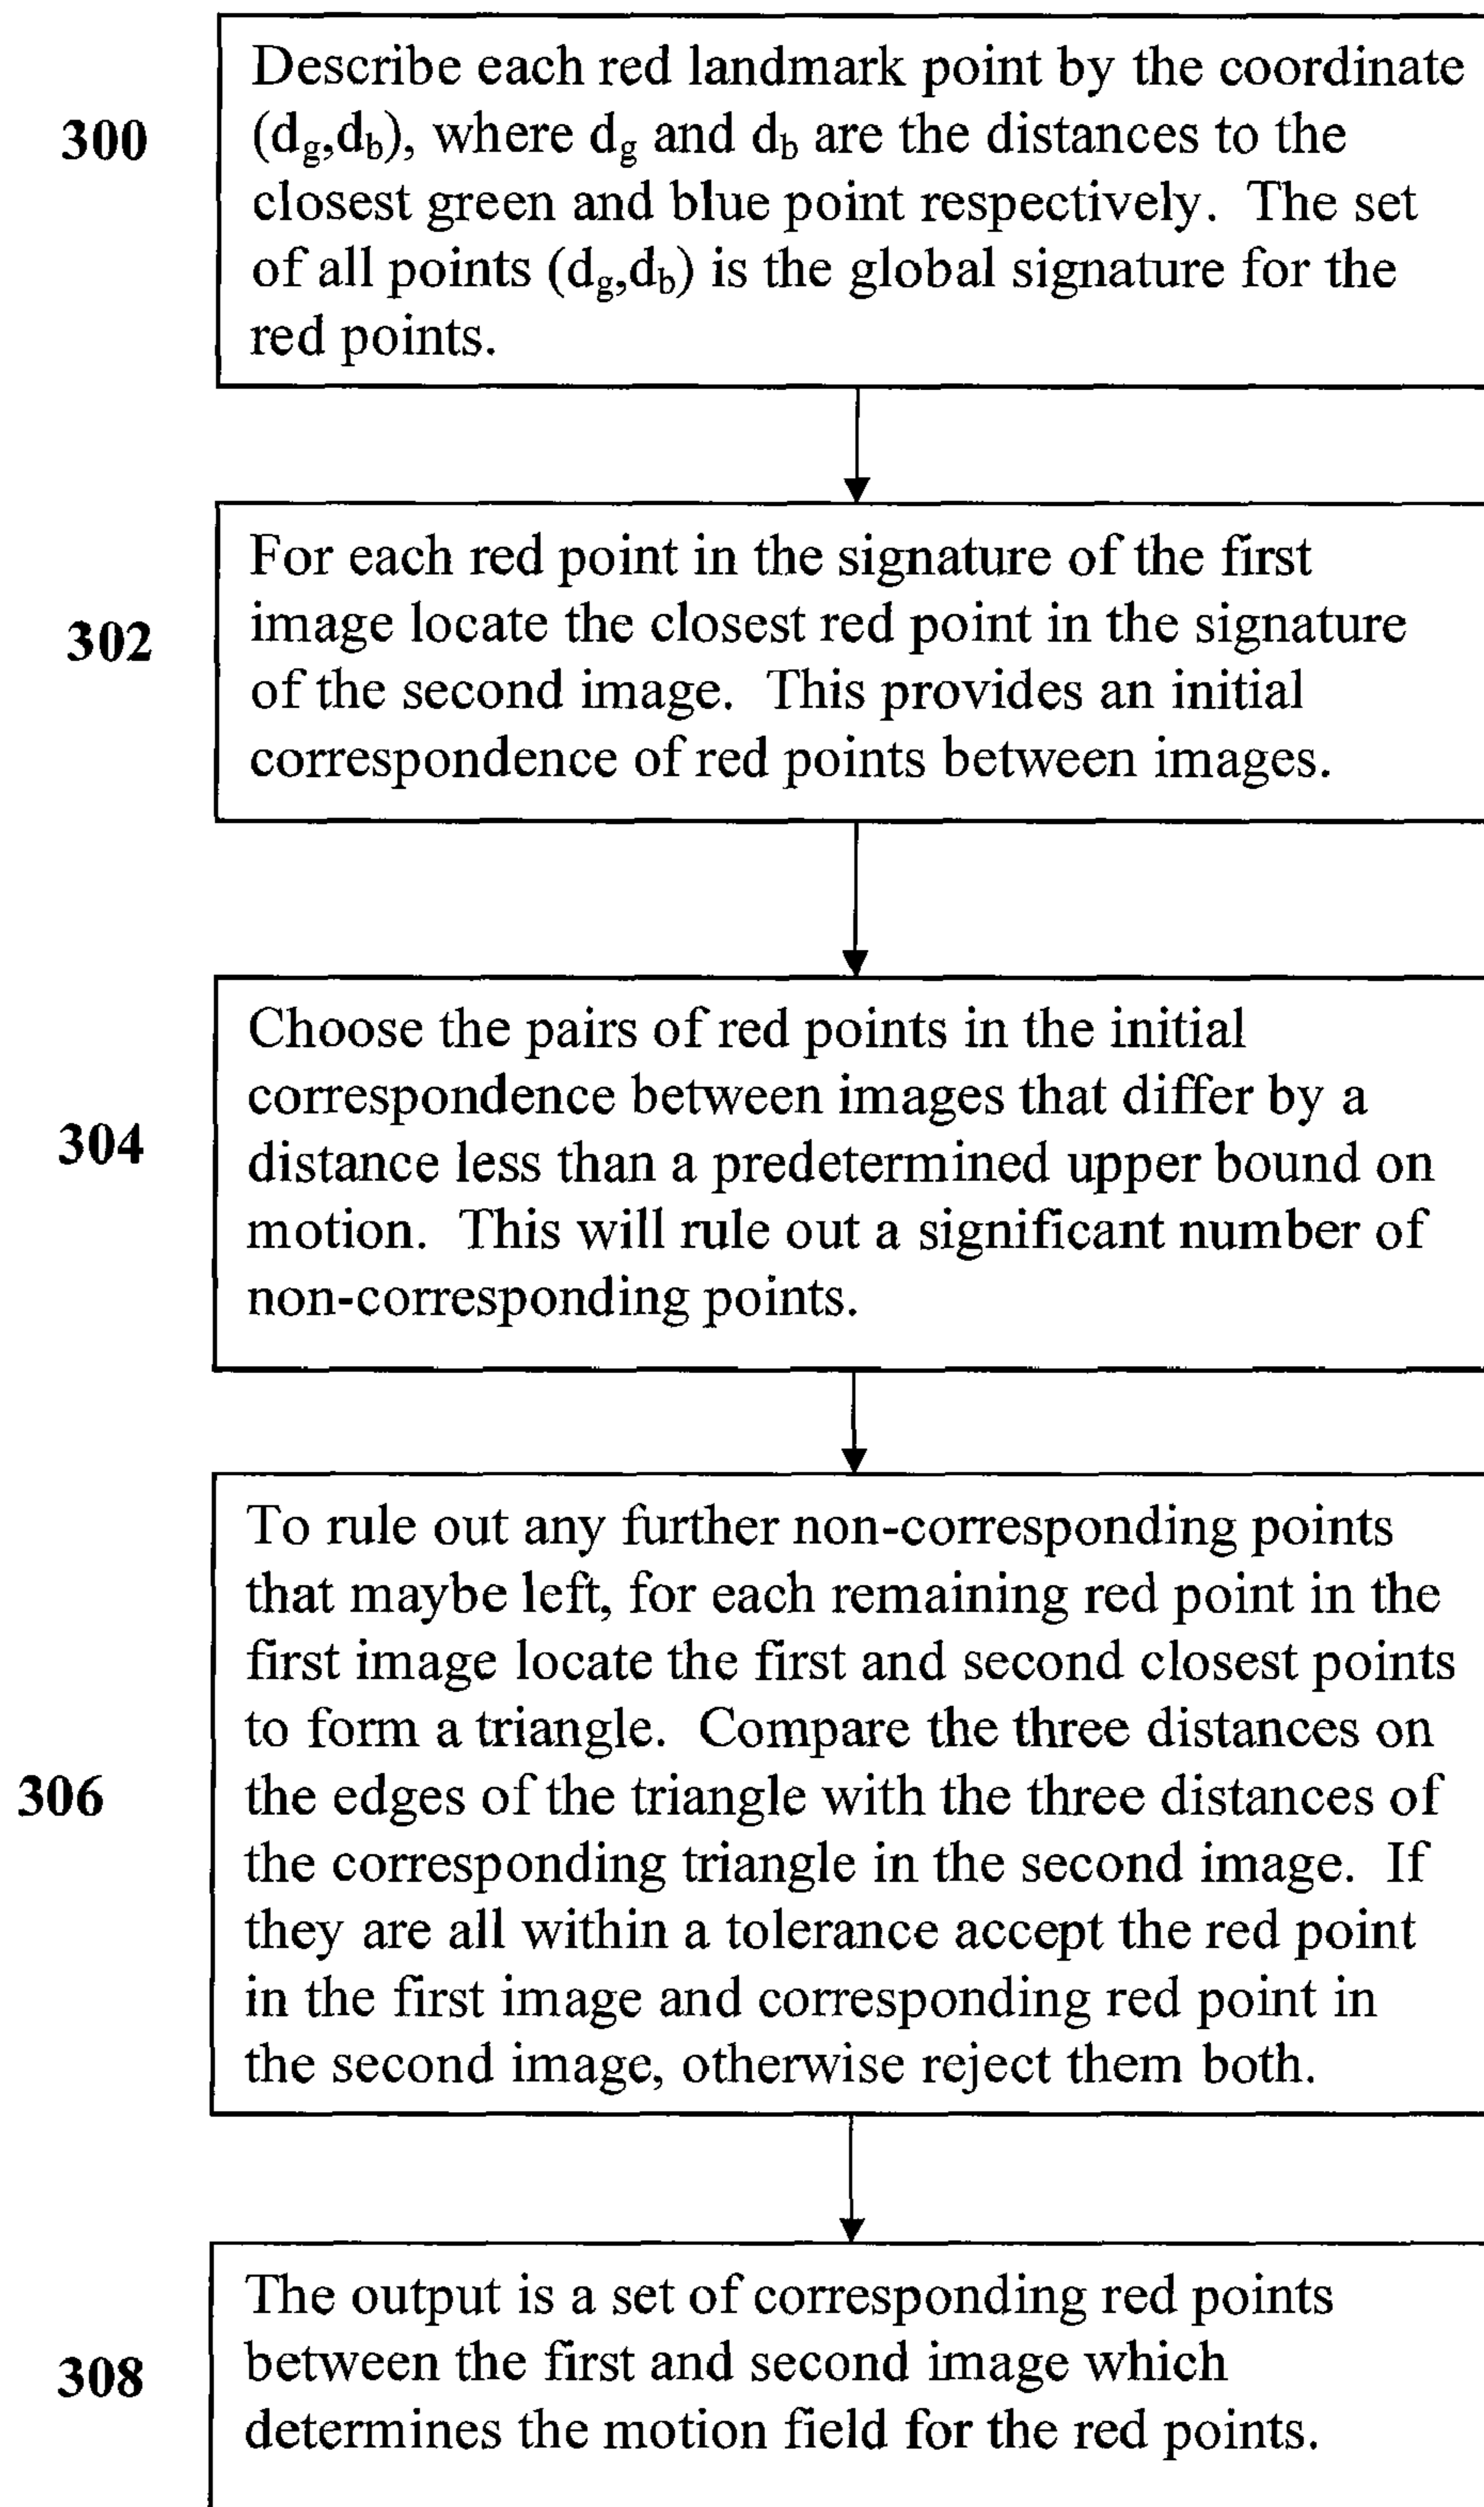 Describe each red landmark point by the coordinate
300
(dg,db), where dg and db are the distances to the
closest green and blue point respectively. The set
of all points (dg,db) is the global signature for the
red points.
For each red point in the signature of the first
image locate the closest red point in the signature
302
of the second image. This provides an initial
correspondence of red points between images.
Choose the pairs of red points in the initial
correspondence between images that differ by a
304
distance less than a predetermined upper bound on
motion. This will rule out a significant number of
non-corresponding points.
To rule out any further non-corresponding points
that maybe left, for each remaining red point in the
first image locate the first and second closest points
to form a triangle. Compare the three distances on
306
the edges of the triangle with the three distances of
the corresponding triangle in the second image. If
they are all within a tolerance accept the red point
in the first image and corresponding red point in
the second image, otherwise reject them both.
The output is a set of corresponding red points
308
between the first and second image which
determines the motion field for the red points.